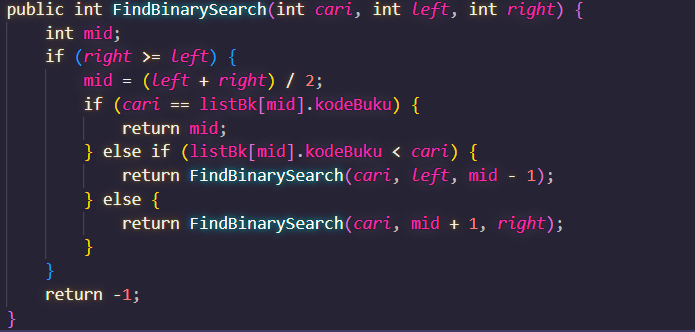 public int FindBinarySearch(int cari, int left, int right) {
    int mid;
    if (right >= left) {
        mid = (left + right) / 2;
        if (cari == listBk[mid].kodeBuku) {
            return mid;
        } else if (listBk[mid].kodeBuku < cari) {
            return FindBinarySearch(cari, left, mid - 1);
        } else {
            return FindBinarySearch(cari, mid + 1, right);
        }
    }
    return -1;
}